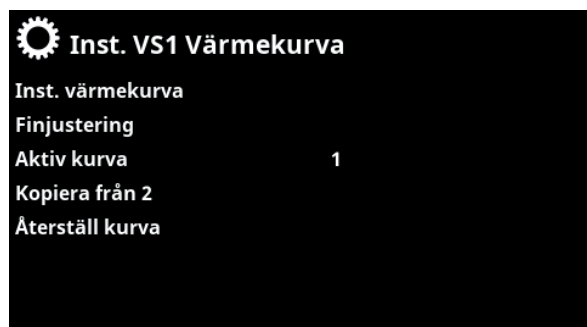 Inst. VS1 Värmekurva
Inst. värmekurva
Finjustering
Aktiv kurva 1
Kopiera från 2
Återställ kurva